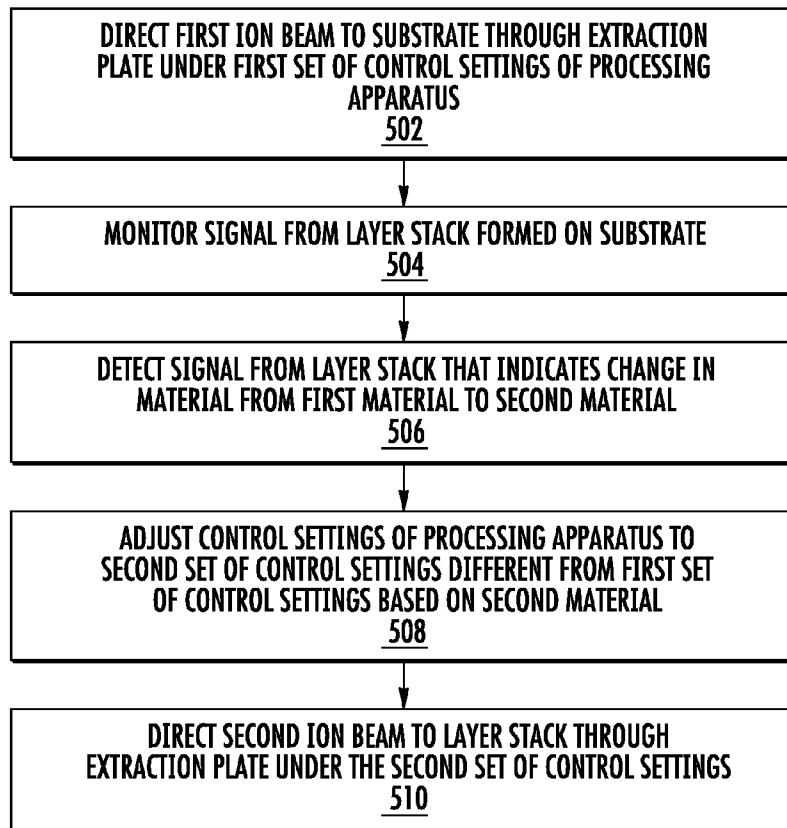 DIRECT FIRST ION BEAM TO SUBSTRATE THROUGH EXTRACTION
PLATE UNDER FIRST SET OF CONTROL SETTINGS OF PROCESSING
APPARATUS
502
MONITOR SIGNAL FROM LAYER STACK FORMED ON SUBSTRATE
504
DETECT SIGNAL FROM LAYER STACK THAT INDICATES CHANGE IN
MATERIAL FROM FIRST MATERIAL TO SECOND MATERIAL
506
ADJUST CONTROL SETTINGS OF PROCESSING APPARATUS TO
SECOND SET OF CONTROL SETTINGS DIFFERENT FROM FIRST SET
OF CONTROL SETTINGS BASED ON SECOND MATERIAL
508
DIRECT SECOND ION BEAM TO LAYER STACK THROUGH
EXTRACTION PLATE UNDER THE SECOND SET OF CONTROL SETTINGS
510